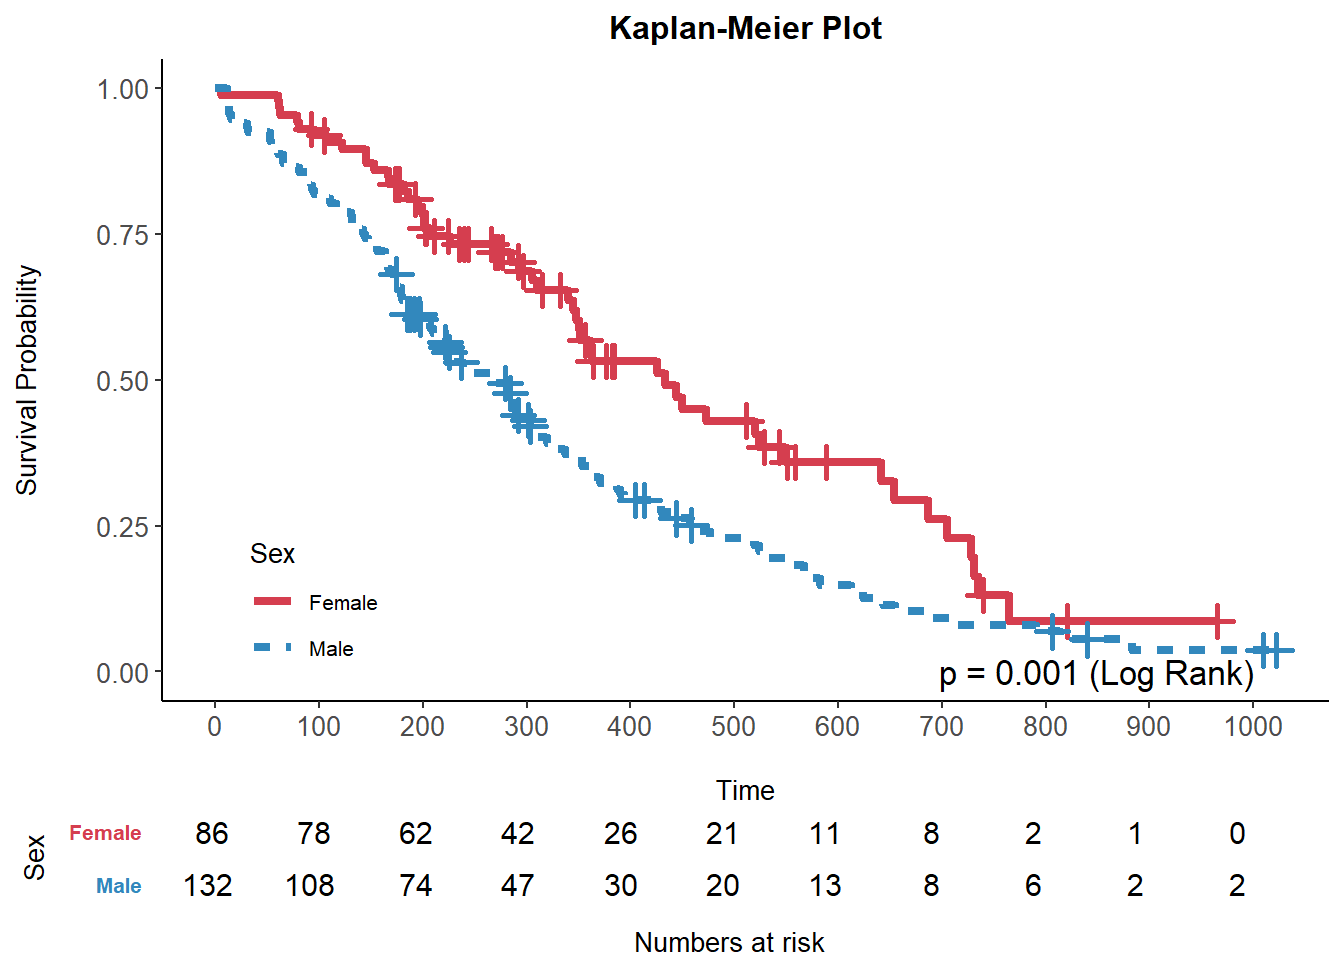 Kaplan-Meier Plot
1.00
0.75
0.50
0.25
0.00
Survival Probability
Sex
Female
Male
p = 0.001 (Log Rank)
0 100 200 300 400 500 600 700 800 900 1000
Time
Sex
Female 86 78 62 42 26 21 11 8 2 1 0
Male 132 108 74 47 30 20 13 8 6 2 2
Numbers at risk